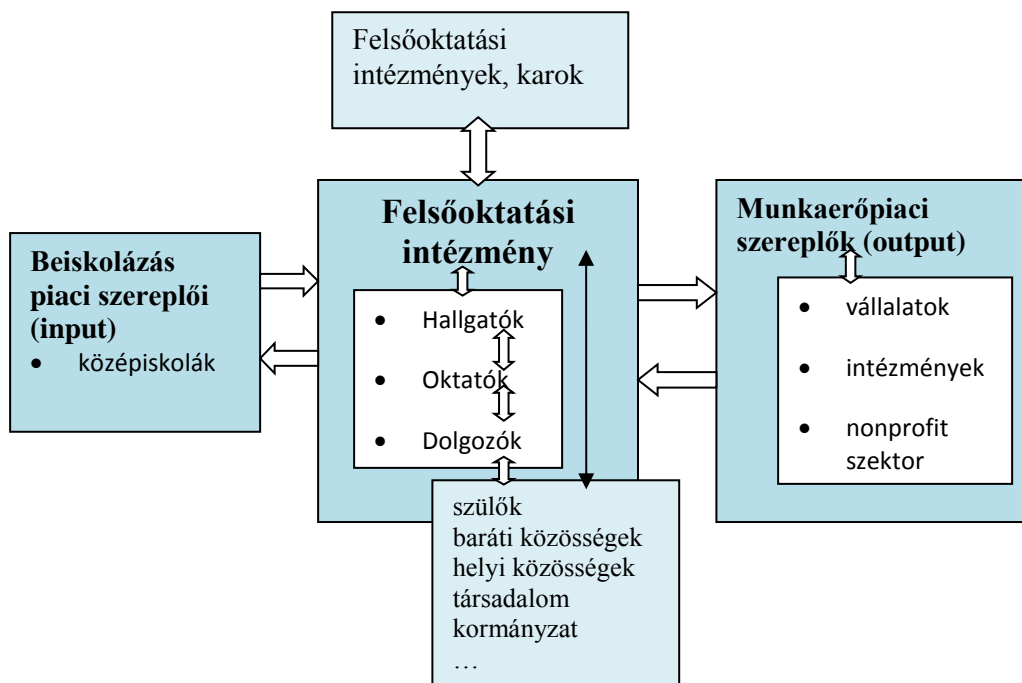 Felsőoktatási
intézmények, karok
Beiskolázás
piaci szereplői
(input)
• középiskolák
Felsőoktatási
intézmény
• Hallgatók
• Oktatók
• Dolgozók
szülők
baráti közösségek
helyi közösségek
társadalom
kormányzat
…
Munkaerőpiaci
szereplők (output)
• vállalatok
• intézmények
• nonprofit
szektor